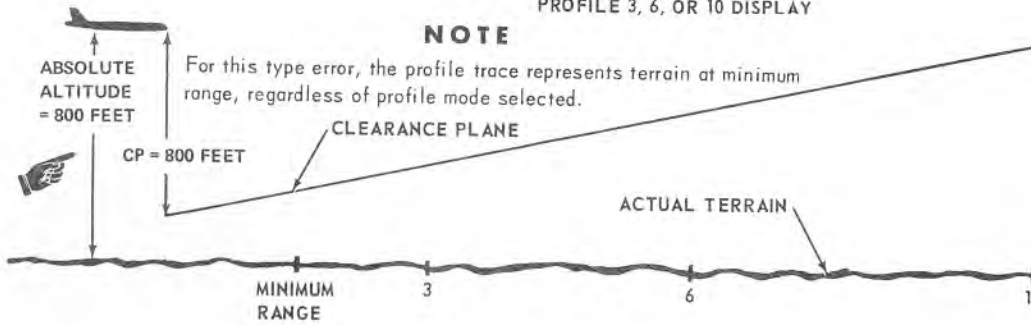 PROFILE 3, 6, OR 10 DISPLAY
NOTE
For this type error, the profile trace represents terrain at minimum
range, regardless of profile mode selected.
ABSOLUTE
ALTITUDE
= 800 FEET
CLEARANCE PLANE
CP = 800 FEET
ACTUAL TERRAIN
MINIMUM
RANGE
3
6
1